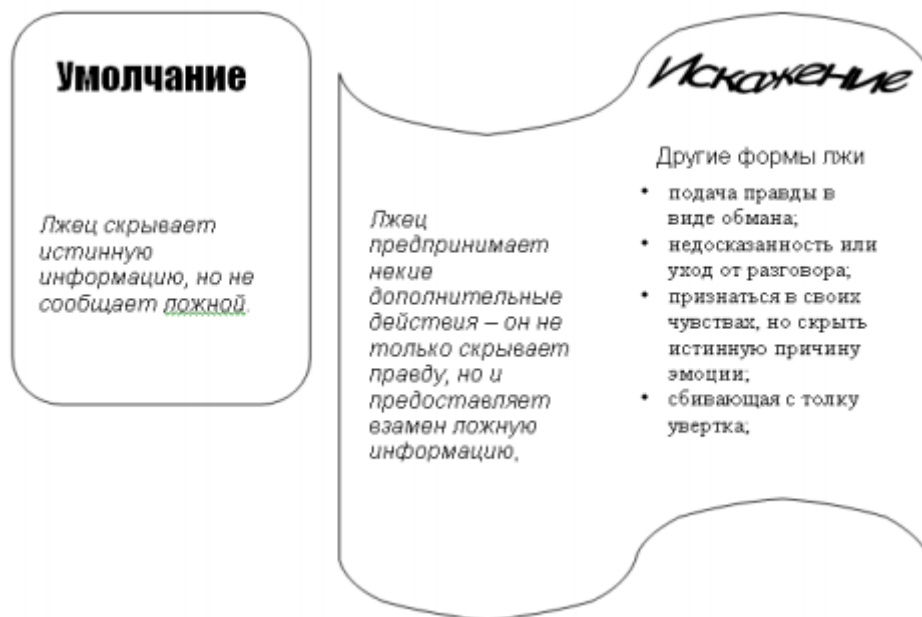 Умолчание
Лжец скрывает
истинную
информацию, но не
сообщает ложной.
Искажение
Лжец
предпринимает
некие
дополнительные
действия – он не
только скрывает
правду, но и
предоставляет
взамен ложную
информацию,
Другие формы лжи
• подача правды в
виде обмана;
• недосказанность или
уход от разговора;
• признаться в своих
чувствах, но скрыть
истинную причину
эмоции;
• сбивающая с толку
увертка;